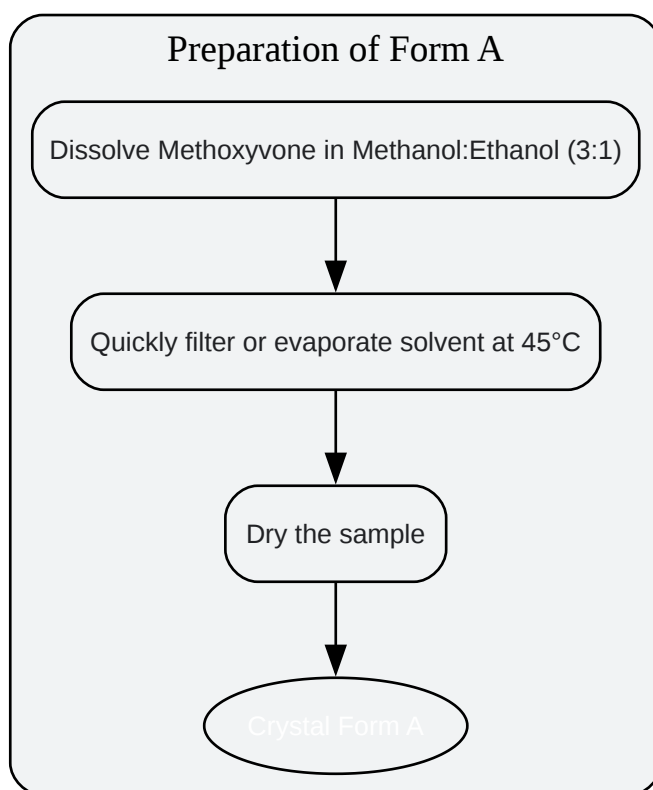 Preparation of Form A
Dissolve Methoxyvone in Methanol:Ethanol (3:1)
Quickly filter or evaporate solvent at 45°C
Dry the sample
Crystal Form A